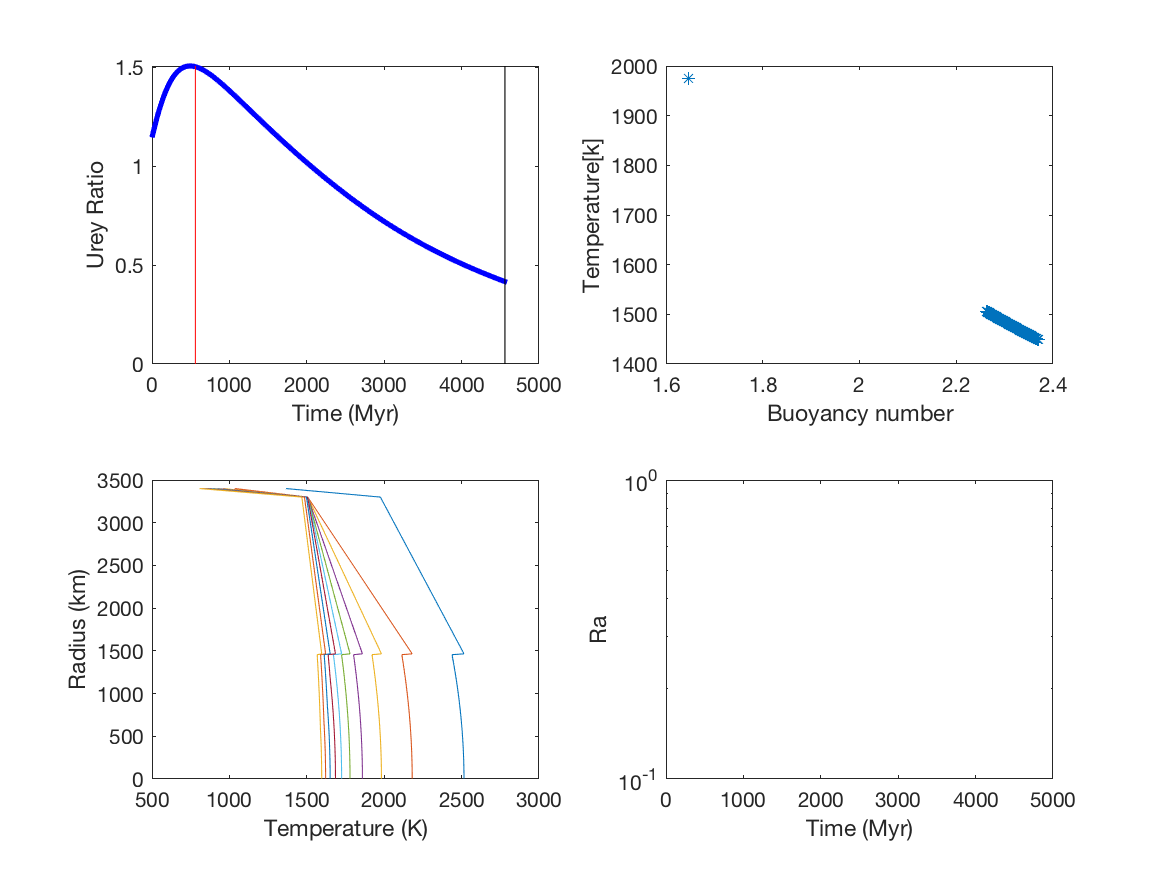 1.5
1
0.5
0
Urey Ratio
0 1000 2000 3000 4000 5000
Time (Myr)
2000
1900
1800
1700
1600
1500
1400
Temperature[k]
1.6 1.8 2 2.2 2.4
Buoyancy number
3500
3000
2500
2000
1500
1000
500
0
Radius (km)
500 1000 1500 2000 2500 3000
Temperature (K)
10^0
10^-1
Ra
0 1000 2000 3000 4000 5000
Time (Myr)